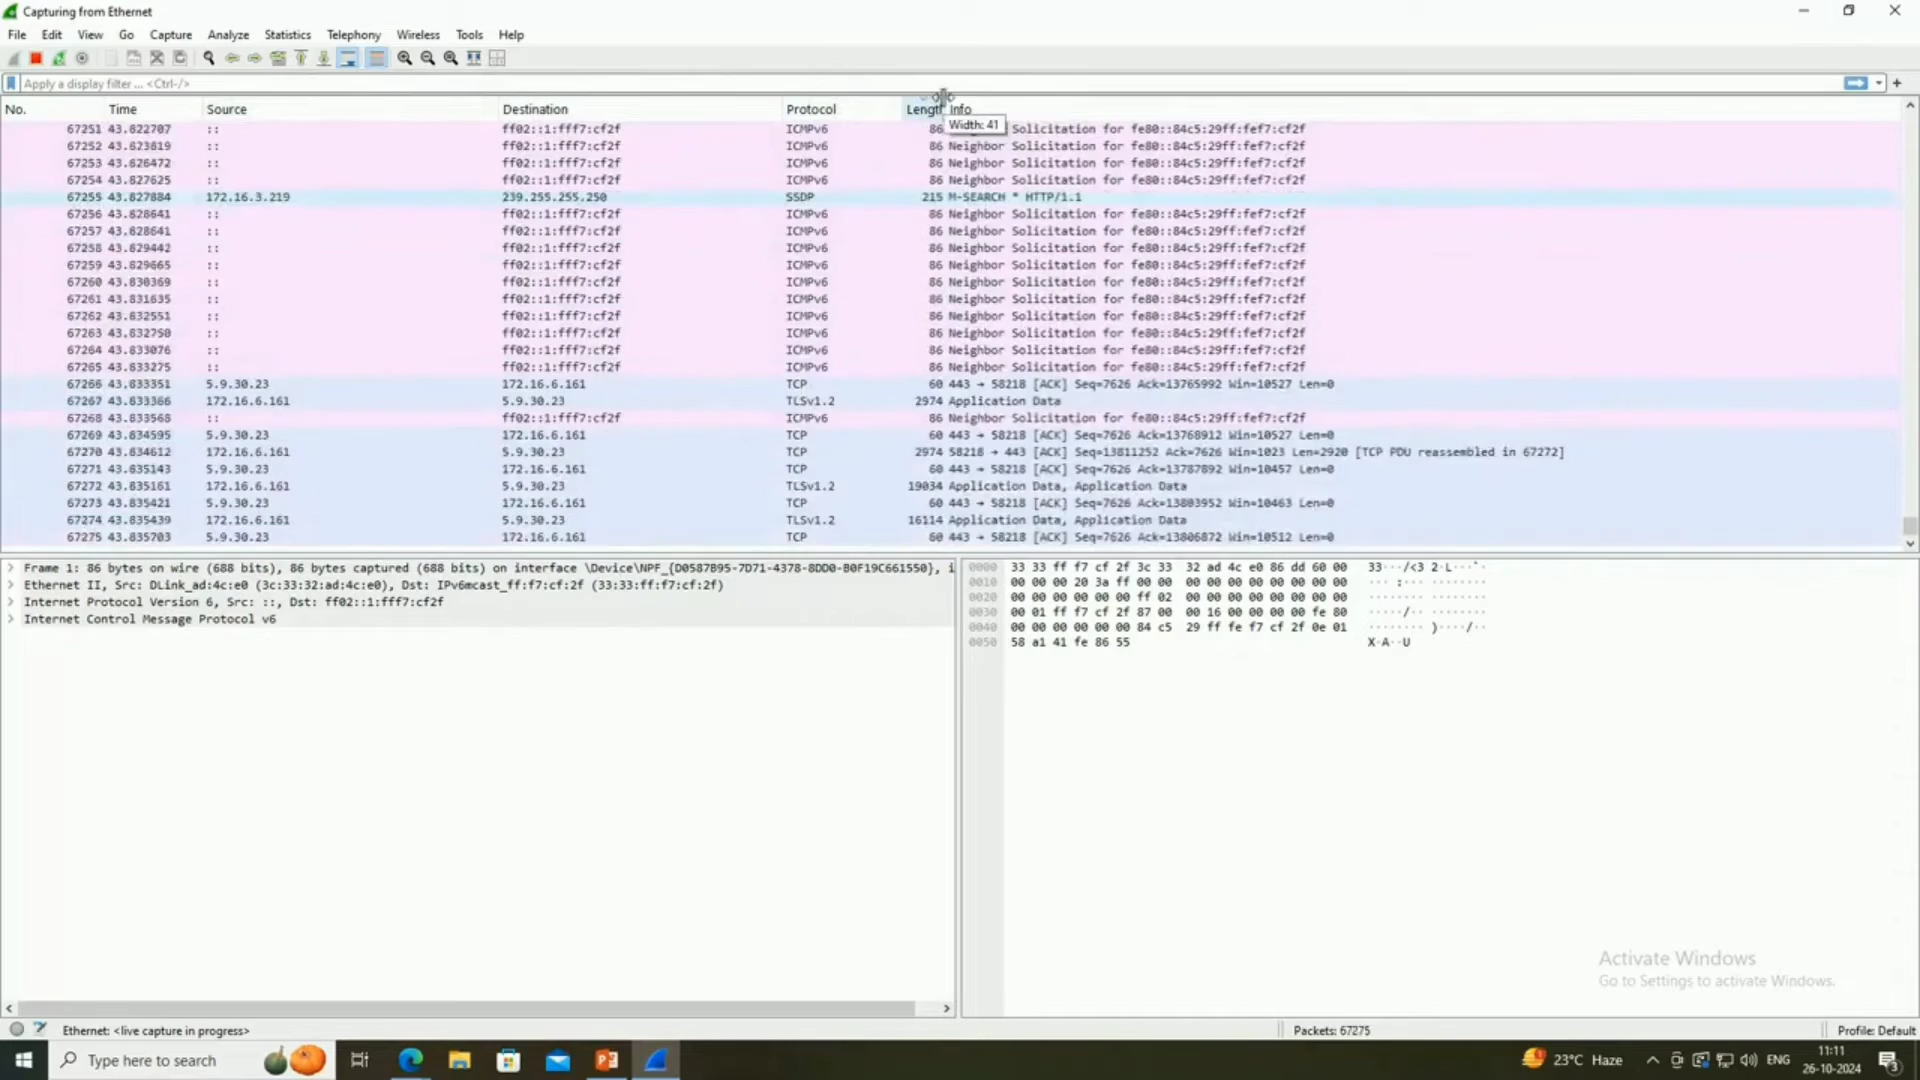 Capturing from Ethernet
File Edit View Go Capture Analyze Statistics Telephony Wireless Tools Help
Apply a display filter ... <Ctrl-/>
No. Time Source Destination Protocol Length Info
Width: 41
67251 43.822707 :: ff02::1:fff7:cf2f ICMPv6 86 Solicitation for fe80::84c5:29ff:fef7:cf2f
67252 43.823819 :: ff02::1:fff7:cf2f ICMPv6 86 Neighbor Solicitation for fe80::84c5:29ff:fef7:cf2f
67253 43.826472 :: ff02::1:fff7:cf2f ICMPv6 86 Neighbor Solicitation for fe80::84c5:29ff:fef7:cf2f
67254 43.827625 :: ff02::1:fff7:cf2f ICMPv6 86 Neighbor Solicitation for fe80::84c5:29ff:fef7:cf2f
67255 43.827884 172.16.3.219 239.255.255.250 SSDP 215 M-SEARCH * HTTP/1.1
67256 43.828641 :: ff02::1:fff7:cf2f ICMPv6 86 Neighbor Solicitation for fe80::84c5:29ff:fef7:cf2f
67257 43.828641 :: ff02::1:fff7:cf2f ICMPv6 86 Neighbor Solicitation for fe80::84c5:29ff:fef7:cf2f
67258 43.829442 :: ff02::1:fff7:cf2f ICMPv6 86 Neighbor Solicitation for fe80::84c5:29ff:fef7:cf2f
67259 43.829665 :: ff02::1:fff7:cf2f ICMPv6 86 Neighbor Solicitation for fe80::84c5:29ff:fef7:cf2f
67260 43.830369 :: ff02::1:fff7:cf2f ICMPv6 86 Neighbor Solicitation for fe80::84c5:29ff:fef7:cf2f
67261 43.831635 :: ff02::1:fff7:cf2f ICMPv6 86 Neighbor Solicitation for fe80::84c5:29ff:fef7:cf2f
67262 43.832551 :: ff02::1:fff7:cf2f ICMPv6 86 Neighbor Solicitation for fe80::84c5:29ff:fef7:cf2f
67263 43.832750 :: ff02::1:fff7:cf2f ICMPv6 86 Neighbor Solicitation for fe80::84c5:29ff:fef7:cf2f
67264 43.833076 :: ff02::1:fff7:cf2f ICMPv6 86 Neighbor Solicitation for fe80::84c5:29ff:fef7:cf2f
67265 43.833275 :: ff02::1:fff7:cf2f ICMPv6 86 Neighbor Solicitation for fe80::84c5:29ff:fef7:cf2f
67266 43.833351 5.9.30.23 172.16.6.161 TCP 60 443 → 58218 [ACK] Seq=7626 Ack=13765992 Win=10527 Len=0
67267 43.833366 172.16.6.161 5.9.30.23 TLSv1.2 2974 Application Data
67268 43.833568 :: ff02::1:fff7:cf2f ICMPv6 86 Neighbor Solicitation for fe80::84c5:29ff:fef7:cf2f
67269 43.834595 5.9.30.23 172.16.6.161 TCP 60 443 → 58218 [ACK] Seq=7626 Ack=13768912 Win=10527 Len=0
67270 43.834612 172.16.6.161 5.9.30.23 TCP 2974 58218 → 443 [ACK] Seq=13811252 Ack=7626 Win=1023 Len=2920 [TCP PDU reassembled in 67272]
67271 43.835143 5.9.30.23 172.16.6.161 TCP 60 443 → 58218 [ACK] Seq=7626 Ack=13787892 Win=10457 Len=0
67272 43.835161 172.16.6.161 5.9.30.23 TLSv1.2 19034 Application Data, Application Data
67273 43.835421 5.9.30.23 172.16.6.161 TCP 60 443 → 58218 [ACK] Seq=7626 Ack=13803952 Win=10463 Len=0
67274 43.835439 172.16.6.161 5.9.30.23 TLSv1.2 16114 Application Data, Application Data
67275 43.835703 5.9.30.23 172.16.6.161 TCP 60 443 → 58218 [ACK] Seq=7626 Ack=13806872 Win=10512 Len=0
Frame 1: 86 bytes on wire (688 bits), 86 bytes captured (688 bits) on interface \Device\NPF_{D0587B95-7D71-4378-8DD0-B0F19C661550}, i
Ethernet II, Src: DLink_ad:4c:e0 (3c:33:32:ad:4c:e0), Dst: IPv6mcast_ff:f7:cf:2f (33:33:ff:f7:cf:2f)
Internet Protocol Version 6, Src: ::, Dst: ff02::1:fff7:cf2f
Internet Control Message Protocol v6
0000 33 33 ff f7 cf 2f 3c 33 32 ad 4c e0 86 dd 60 00 33···/<3 2·L···`·
0010 00 00 00 20 3a ff 00 00 00 00 00 00 00 00 00 00 ··· :··· ········
0020 00 00 00 00 00 00 ff 02 00 00 00 00 00 00 00 00 ········ ········
0030 00 01 ff f7 cf 2f 87 00 00 16 00 00 00 00 fe 80 ·····/·· ········
0040 00 00 00 00 00 00 84 c5 29 ff fe f7 cf 2f 0e 01 ········ )····/··
0050 58 a1 41 fe 86 55 X·A··U
Activate Windows
Go to Settings to activate Windows.
Ethernet: <live capture in progress> Packets: 67275 Profile: Default
Type here to search 23°C Haze ENG 11:11
26-10-2024 3